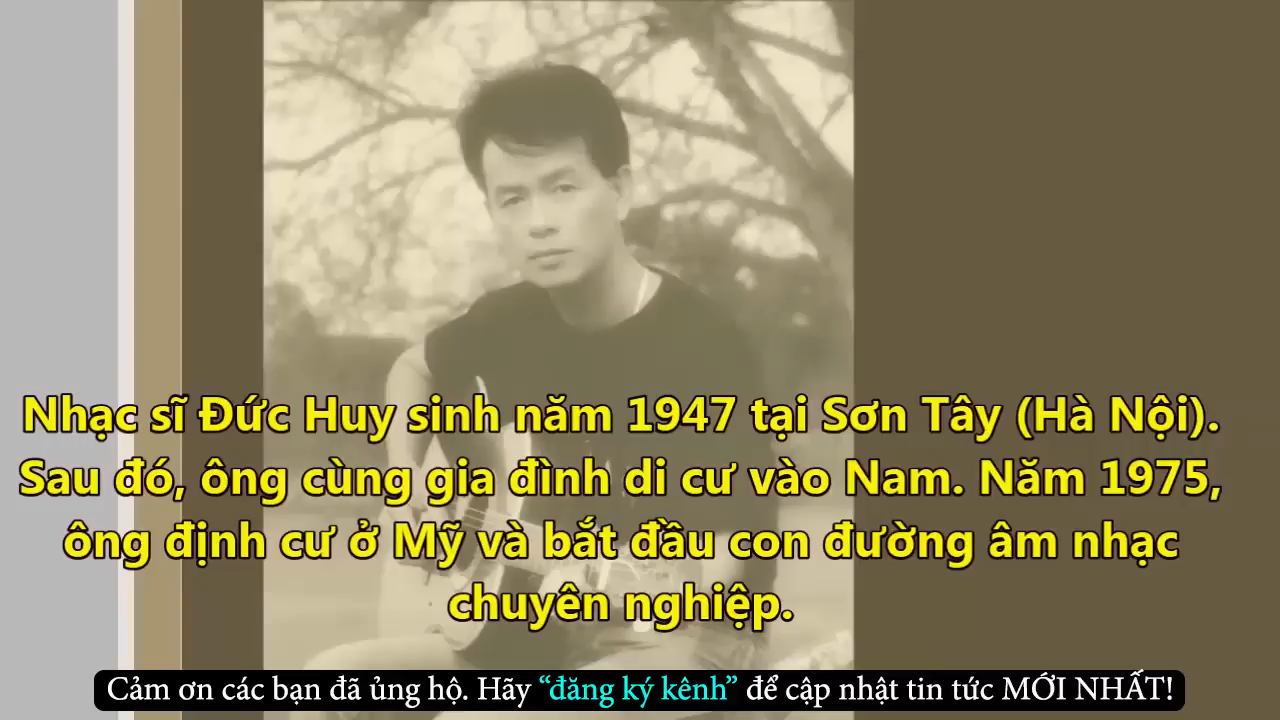 Nhạc sĩ Đức Huy sinh năm 1947 tại Sơn Tây (Hà Nội).
Sau đó, ông cùng gia đình di cư vào Nam. Năm 1975,
ông định cư ở Mỹ và bắt đầu con đường âm nhạc
chuyên nghiệp.
Cảm ơn các bạn đã ủng hộ. Hãy “đăng ký kênh” để cập nhật tin tức MỚI NHẤT!